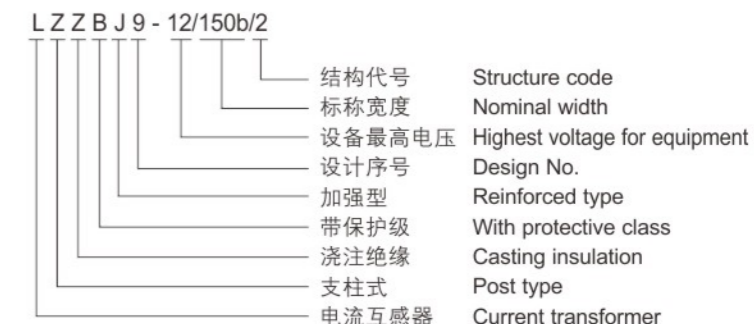 LZZBJ9-12/150b/2
结构代号 Structure code
标称宽度 Nominal width
设备最高电压 Highest voltage for equipment
设计序号 Design No.
加强型 Reinforced type
带保护级 With protective class
浇注绝缘 Casting insulation
支柱式 Post type
电流互感器 Current transformer